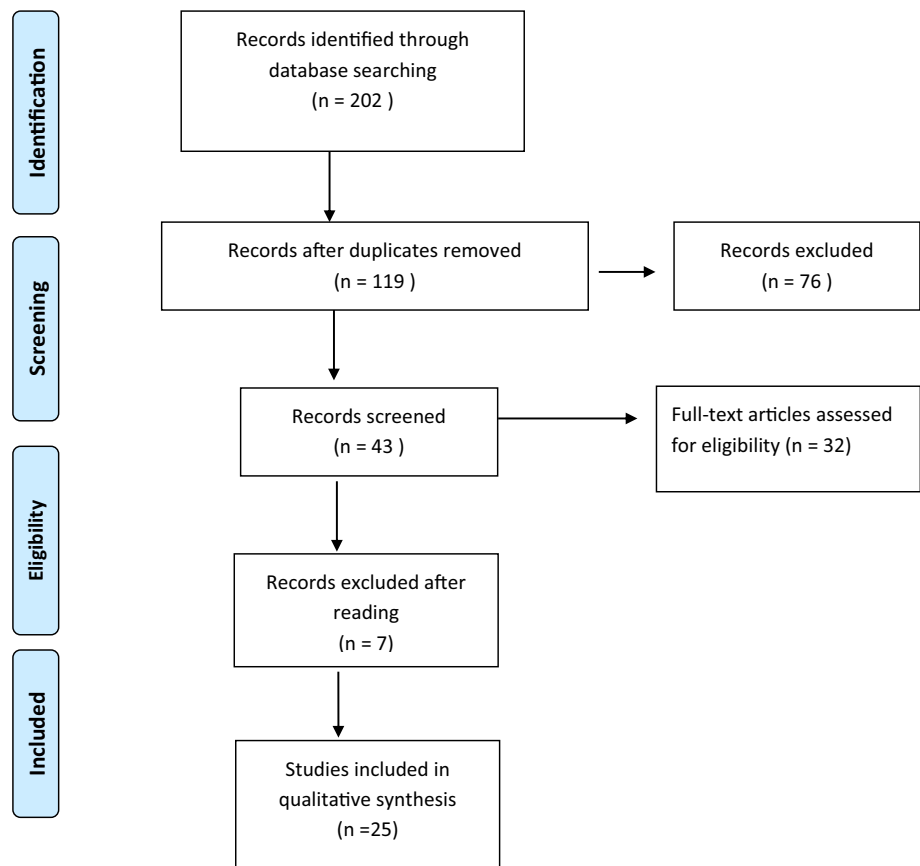 Identification
Records identified through
database searching
(n = 202 )
Records after duplicates removed
(n = 119 )
Records excluded
(n = 76 )
Screening
Records screened
(n = 43 )
Full-text articles assessed
for eligibility (n = 32)
Eligibility
Records excluded after
reading
(n = 7)
Included
Studies included in
qualitative synthesis
(n =25)